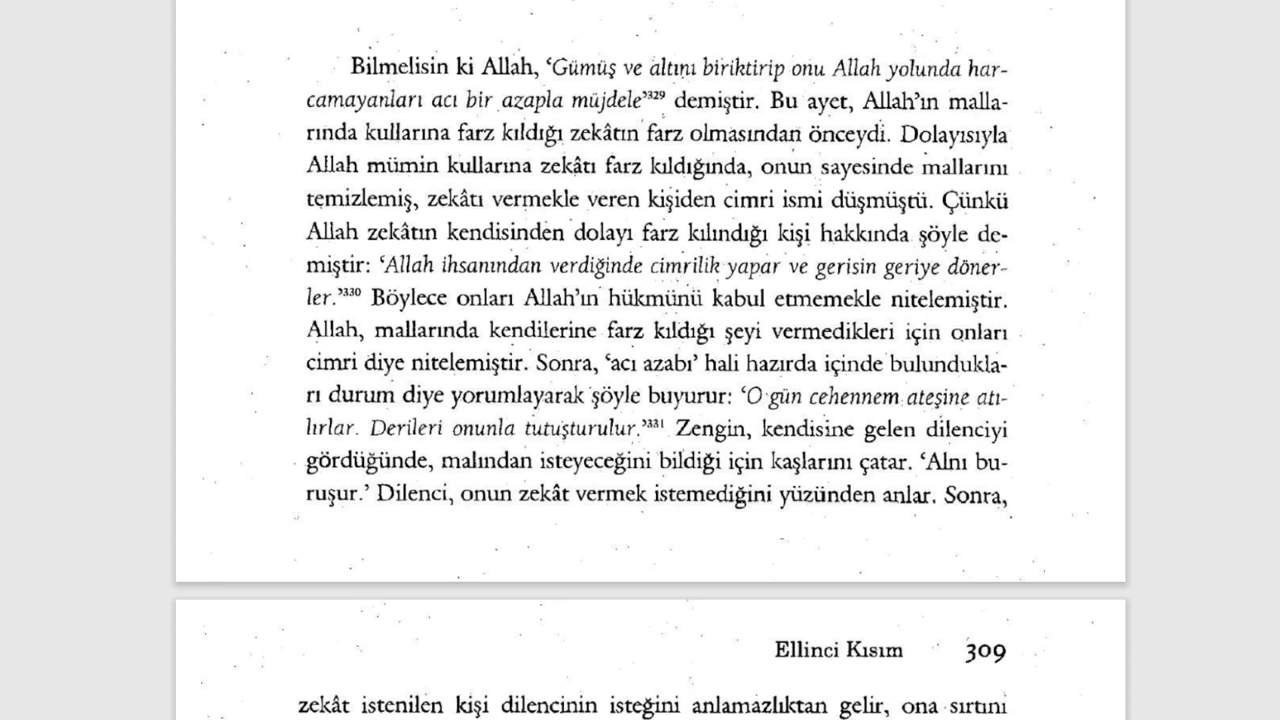 Bilmelisin ki Allah, ‘Gümüş ve altını biriktirip onu Allah yolunda har-
camayanları acı bir azapla müjdele’³²⁹ demiştir. Bu ayet, Allah’ın malla-
rında kullarına farz kıldığı zekâtın farz olmasından önceydi. Dolayısıyla
Allah mümin kullarına zekâtı farz kıldığında, onun sayesinde mallarını
temizlemiş, zekâtı vermekle veren kişiden cimri ismi düşmüştü. Çünkü
Allah zekâtın kendisinden dolayı farz kılındığı kişi hakkında şöyle de-
miştir: ‘Allah ihsanından verdiğinde cimrilik yapar ve gerisin geriye döner-
ler.’³³⁰ Böylece onları Allah’ın hükmünü kabul etmemekle nitelemiştir.
Allah, mallarında kendilerine farz kıldığı şeyi vermedikleri için onları
cimri diye nitelemiştir. Sonra, ‘acı azabı’ hali hazırda içinde bulundukla-
rı durum diye yorumlayarak şöyle buyurur: ‘O gün cehennem ateşine atı-
lırlar. Derileri onunla tutuşturulur.’³³¹ Zengin, kendisine gelen dilenciyi
gördüğünde, malından isteyeceğini bildiği için kaşlarını çatar. ‘Alnı bu-
ruşur.’ Dilenci, onun zekât vermek istemediğini yüzünden anlar. Sonra,
Ellinci Kısım 309
zekât istenilen kişi dilencinin isteğini anlamazlıktan gelir, ona sırtını